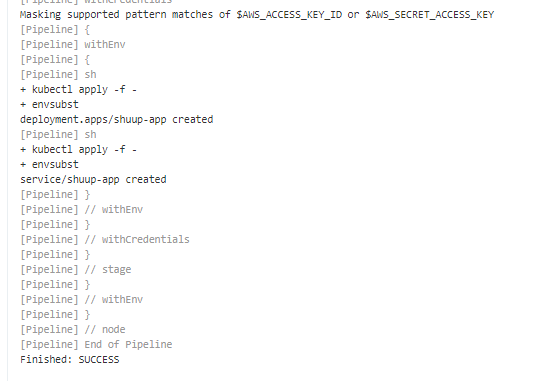 [Pipeline] withCredentials
Masking supported pattern matches of $AWS_ACCESS_KEY_ID or $AWS_SECRET_ACCESS_KEY
[Pipeline] {
[Pipeline] withEnv
[Pipeline] {
[Pipeline] sh
+ kubectl apply -f -
+ envsubst
deployment.apps/shuup-app created
[Pipeline] sh
+ kubectl apply -f -
+ envsubst
service/shuup-app created
[Pipeline] }
[Pipeline] // withEnv
[Pipeline] }
[Pipeline] // withCredentials
[Pipeline] }
[Pipeline] // stage
[Pipeline] }
[Pipeline] // withEnv
[Pipeline] }
[Pipeline] // node
[Pipeline] End of Pipeline
Finished: SUCCESS